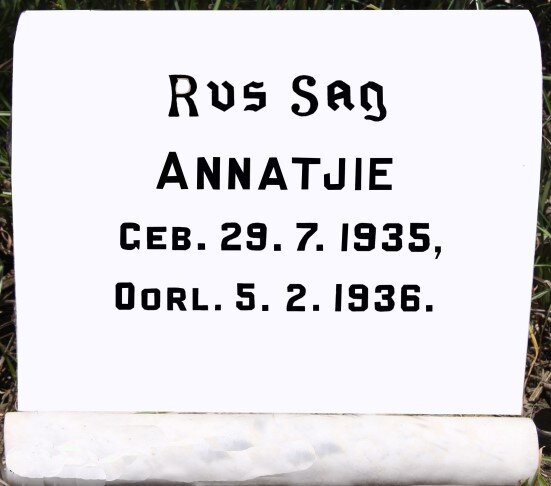 Rus Sag
ANNATJIE
GEB. 29. 7. 1935,
OORL. 5. 2. 1936.